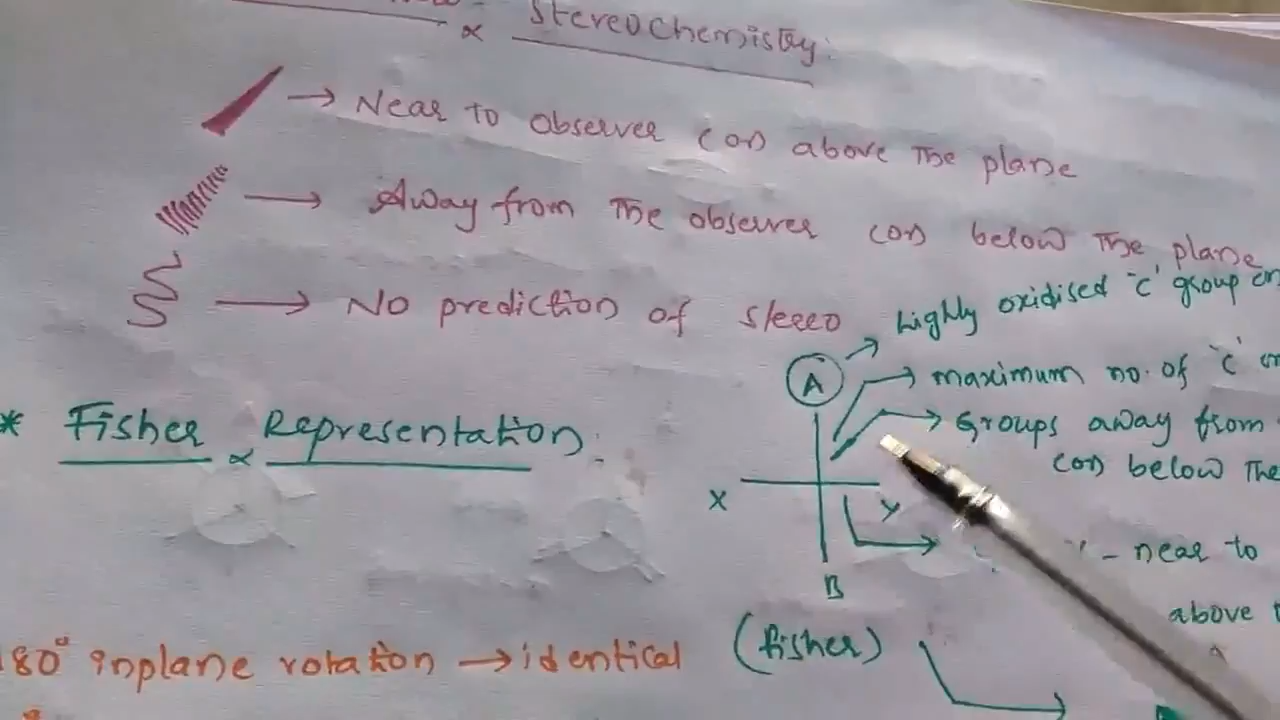 Stereochemistry:
→ Near to observer (or) above the plane
→ Away from the observer (or) below the plane
→ No prediction of stereo
→ highly oxidised 'C' group
A
→ maximum no. of 'C'
* Fisher Representation:
→ Groups away from
(or) below the
X
Y
- near to
B
above
(fisher)
180° inplane rotation → identical